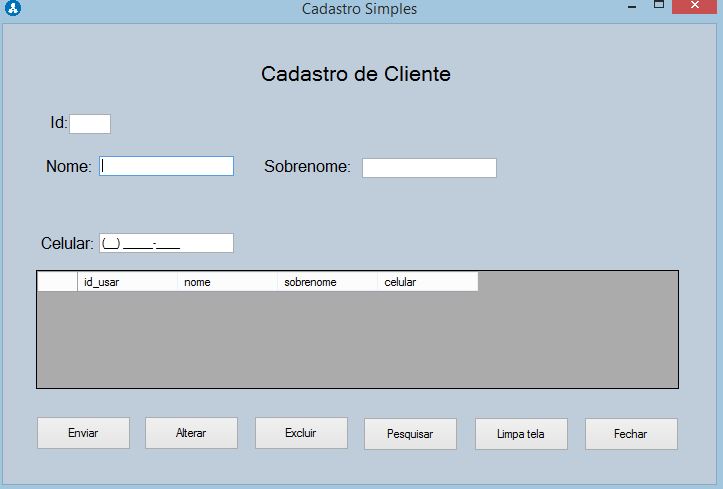 Cadastro Simples
Cadastro de Cliente
Id:
Nome: Sobrenome:
Celular: (__) _____-____
id_usar nome sobrenome celular
Enviar Alterar Excluir Pesquisar Limpa tela Fechar